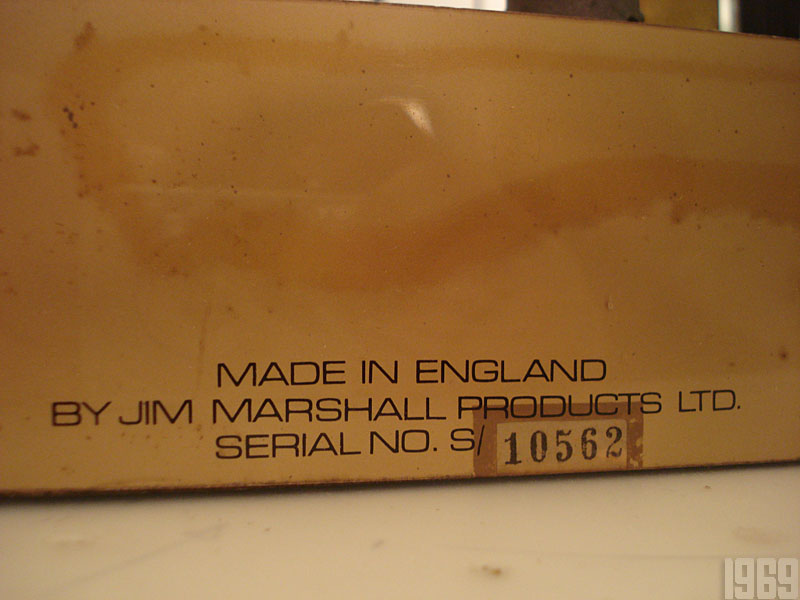 MADE IN ENGLAND
BY JIM MARSHALL PRODUCTS LTD.
SERIAL NO. S/ 10562
1969